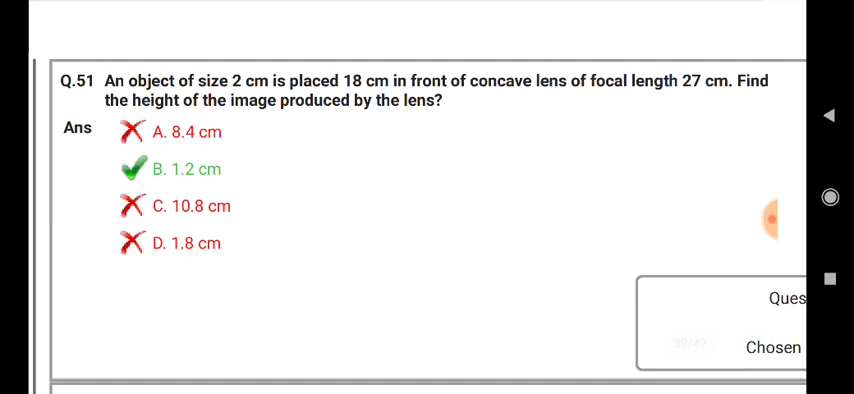 Q.51 An object of size 2 cm is placed 18 cm in front of concave lens of focal length 27 cm. Find
the height of the image produced by the lens?
Ans A. 8.4 cm
B. 1.2 cm
C. 10.8 cm
D. 1.8 cm
Ques
39/47
Chosen